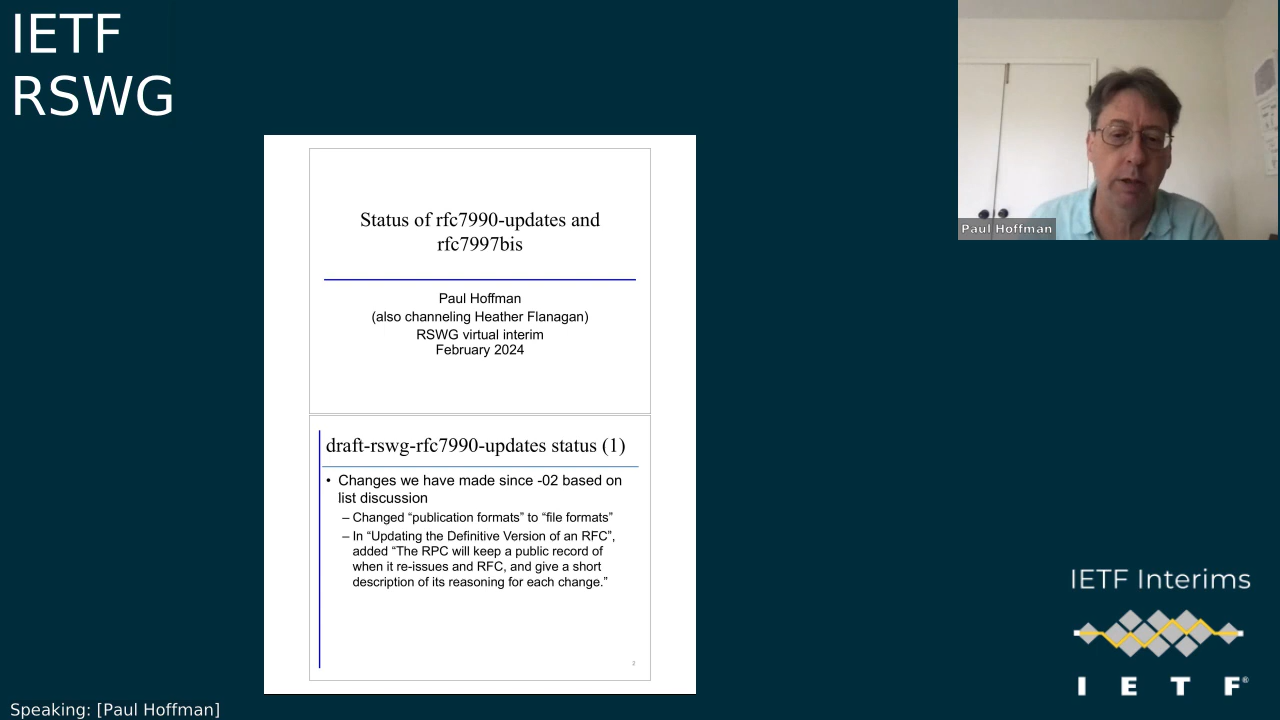 IETF
RSWG
Status of rfc7990-updates and
rfc7997bis
Paul Hoffman
(also channeling Heather Flanagan)
RSWG virtual interim
February 2024
draft-rswg-rfc7990-updates status (1)
• Changes we have made since -02 based on
list discussion
– Changed “publication formats” to “file formats”
– In “Updating the Definitive Version of an RFC”,
added “The RPC will keep a public record of
when it re-issues and RFC, and give a short
description of its reasoning for each change.”
2
Paul Hoffman
IETF Interims
I E T F®
Speaking: [Paul Hoffman]